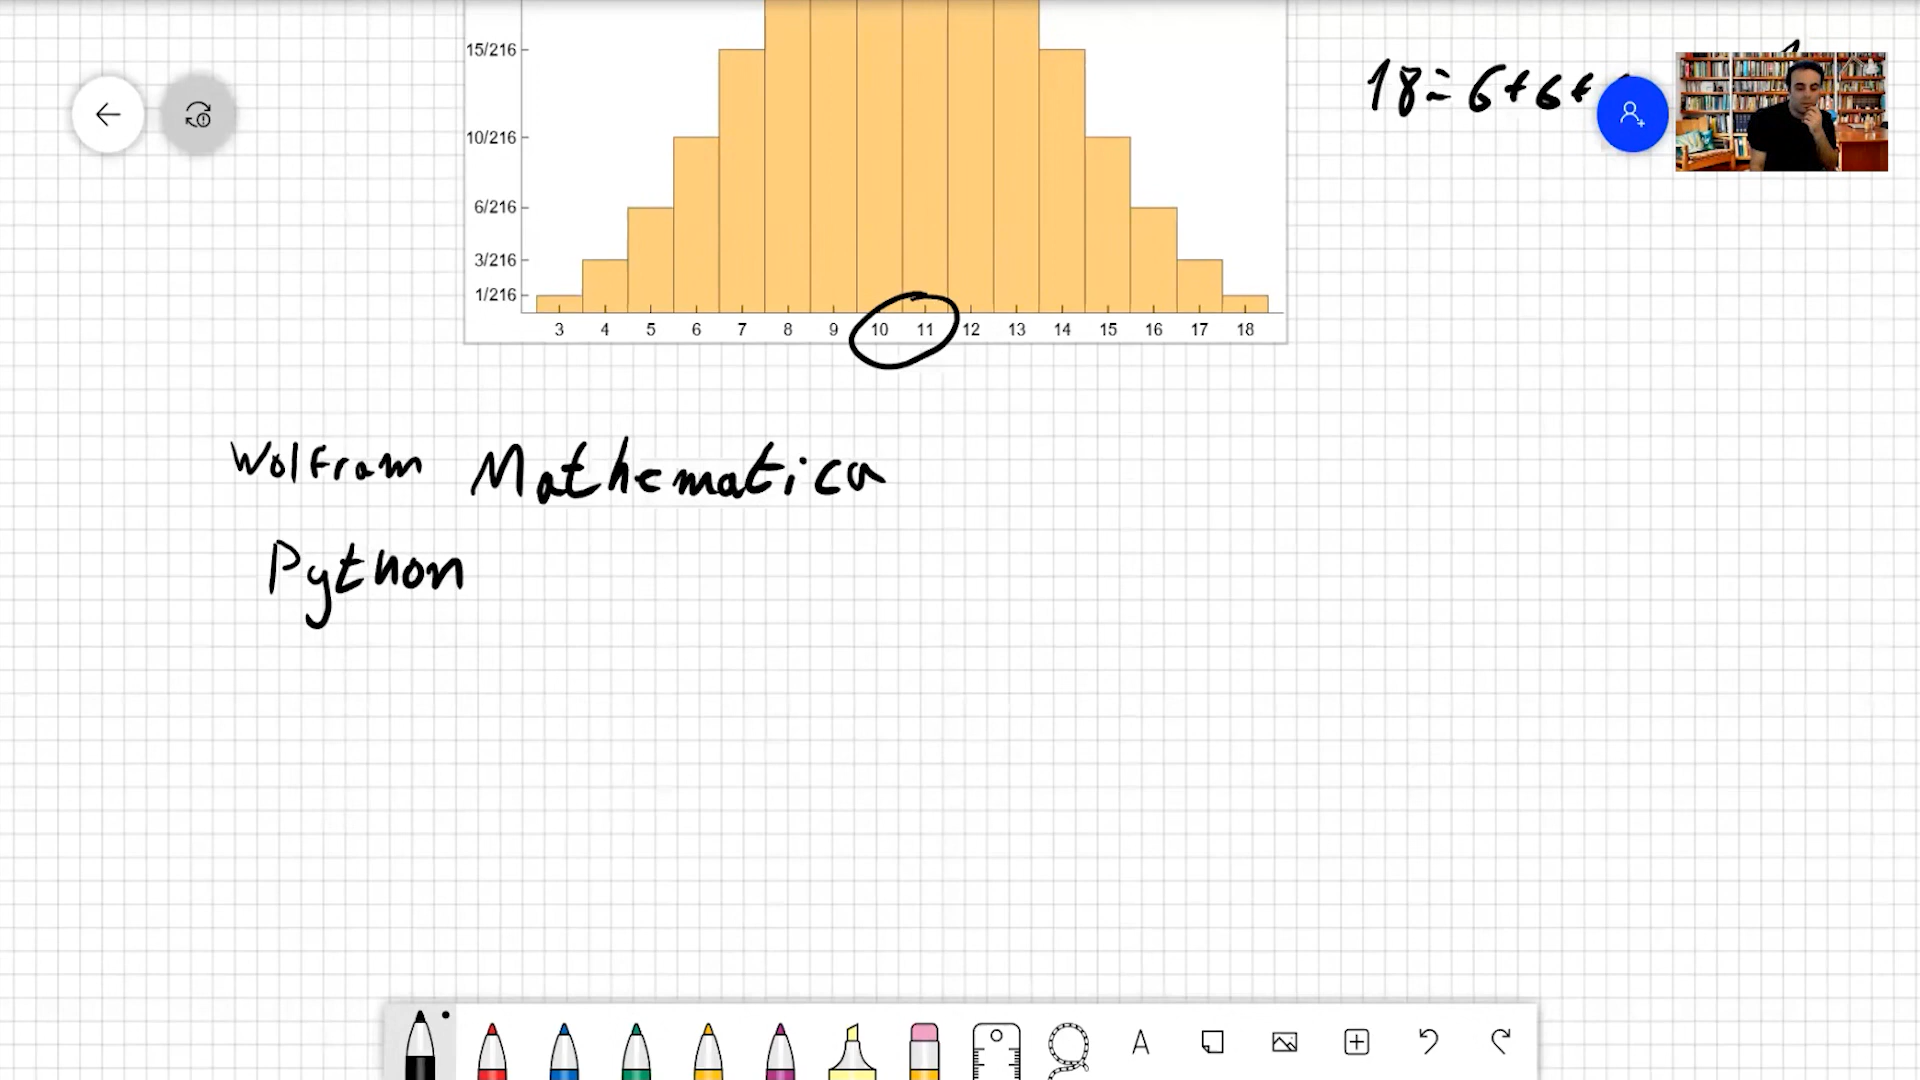 15/216
18 = 6 + 6 +
10/216
6/216
3/216
1/216
3 4 5 6 7 8 9 10 11 12 13 14 15 16 17 18
Wolfram Mathematica
Python
A